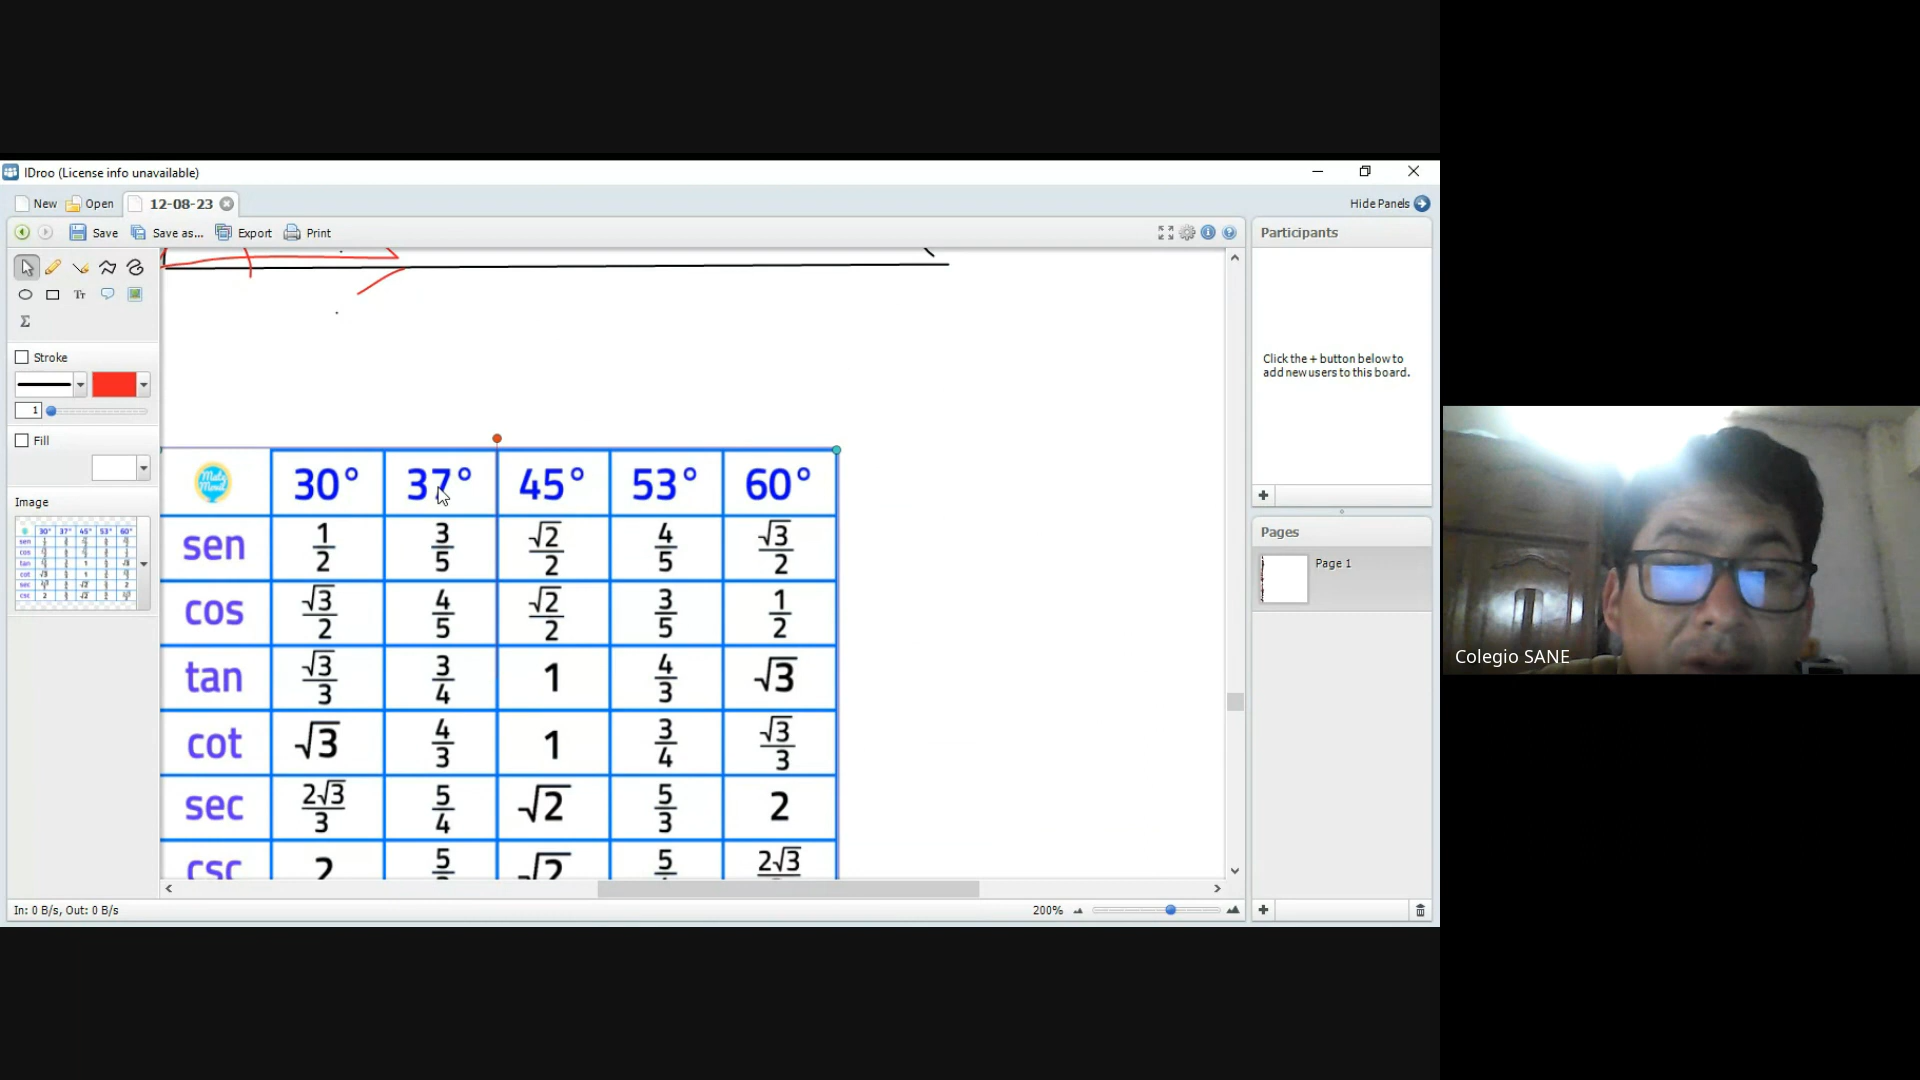 IDroo (License info unavailable)
New Open 12-08-23 Hide Panels
Save Save as... Export Print
Participants
Tr
Σ
Stroke
1
Fill
Image
Click the + button below to
add new users to this board.
Pages
Page 1
30° 37° 45° 53° 60°
sen 1/2 3/5 √2/2 4/5 √3/2
cos √3/2 4/5 √2/2 3/5 1/2
tan √3/3 3/4 1 4/3 √3
cot √3 4/3 1 3/4 √3/3
sec 2√3/3 5/4 √2 5/3 2
csc 2 5 √2 5 2√3
In: 0 B/s, Out: 0 B/s 200%
Colegio SANE